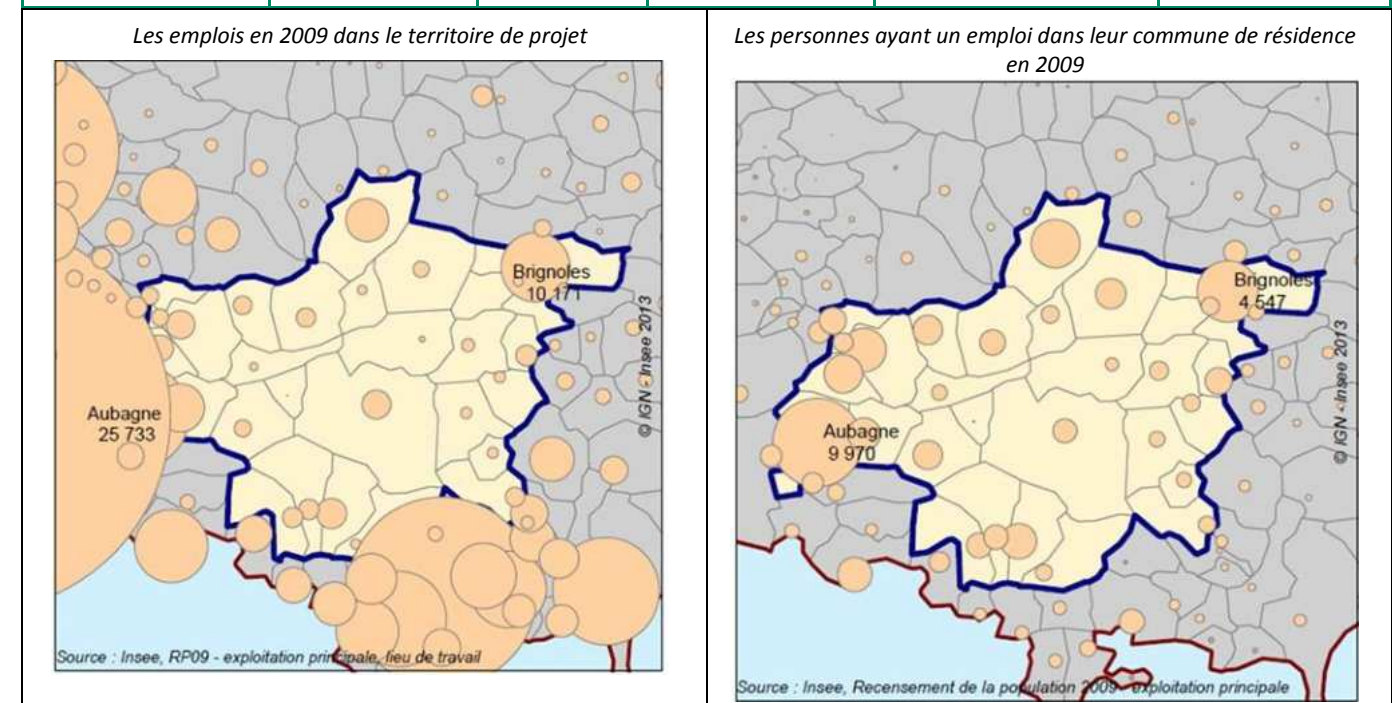 Les emplois en 2009 dans le territoire de projet
Brignoles
10 171
Aubagne
25 733
© IGN - Insee 2013
Source : Insee, RP09 - exploitation principale, lieu de travail
Les personnes ayant un emploi dans leur commune de résidence
en 2009
Brignoles
4 547
Aubagne
9 970
© IGN - Insee 2013
Source : Insee, Recensement de la population 2009 - exploitation principale